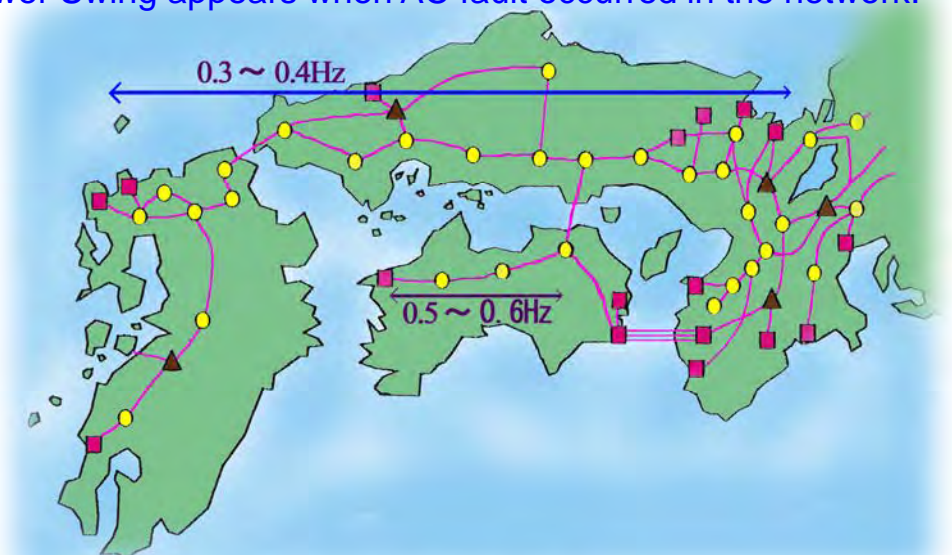 Swing appears when AC fault occurred in the network.
0.3 ～ 0.4Hz
0.5 ～ 0. 6Hz